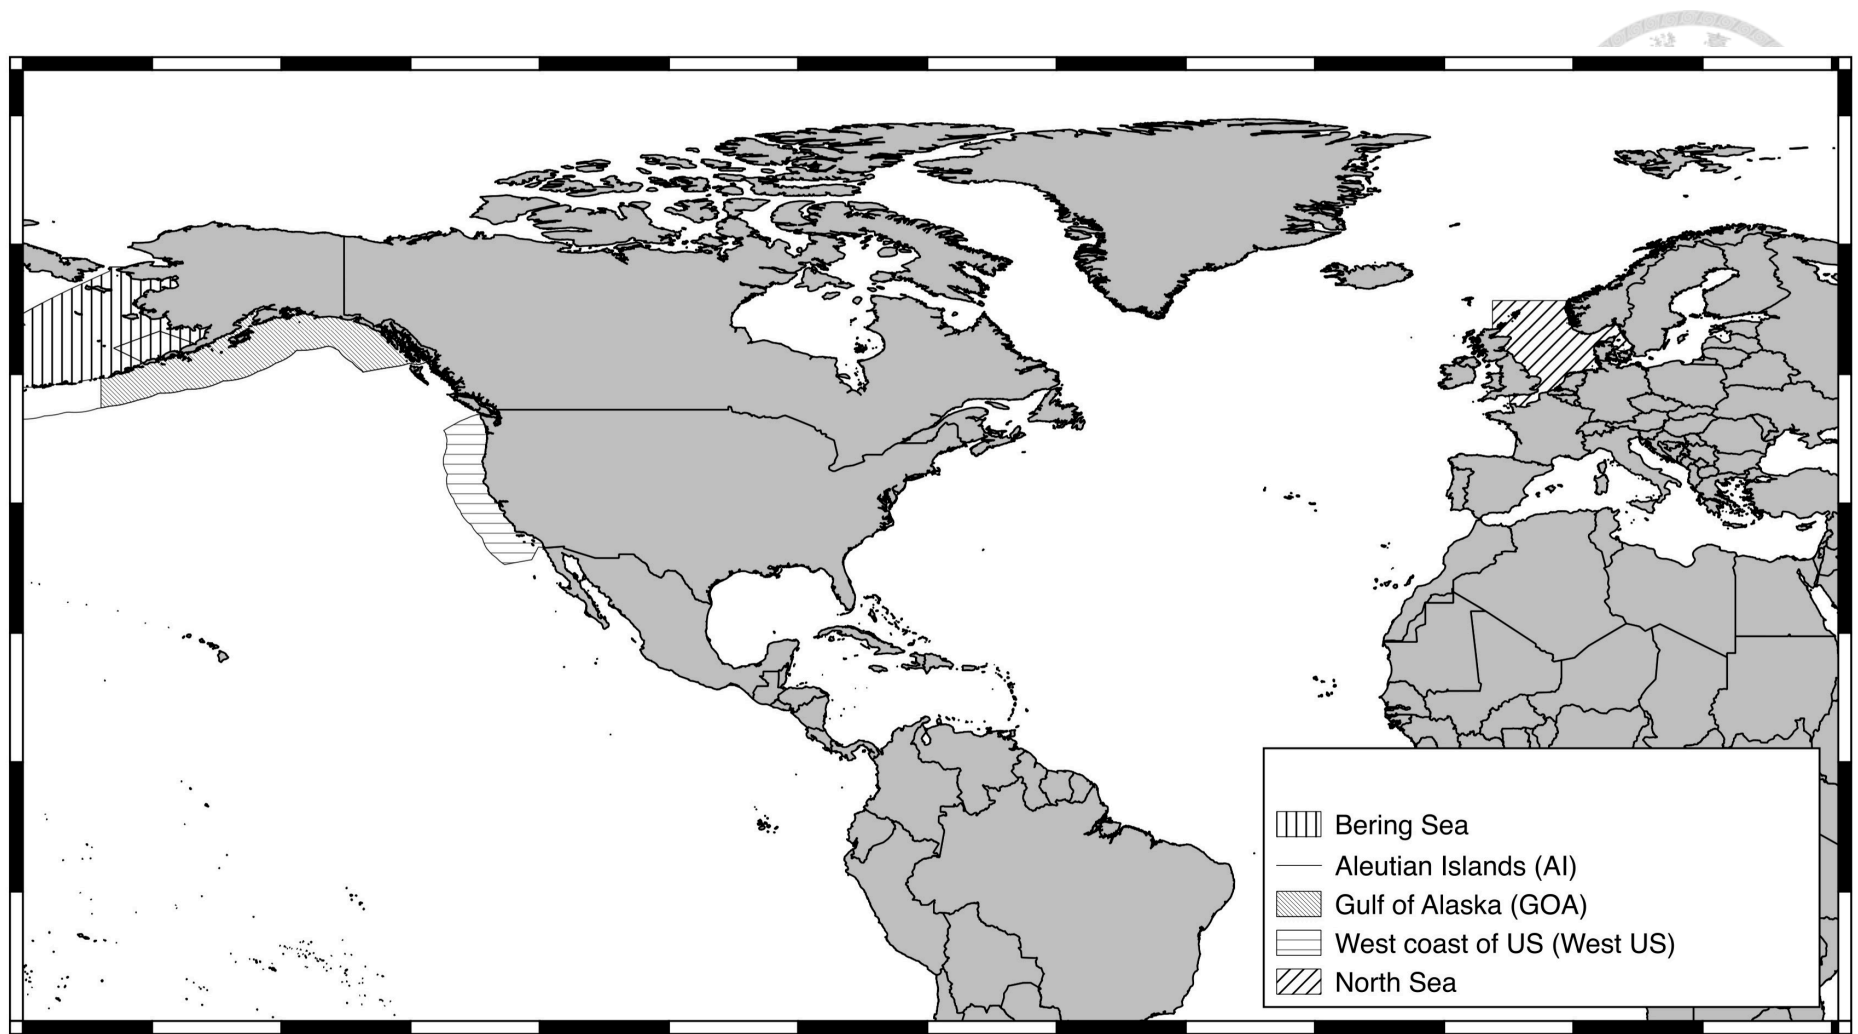 Bering Sea
Aleutian Islands (AI)
Gulf of Alaska (GOA)
West coast of US (West US)
North Sea